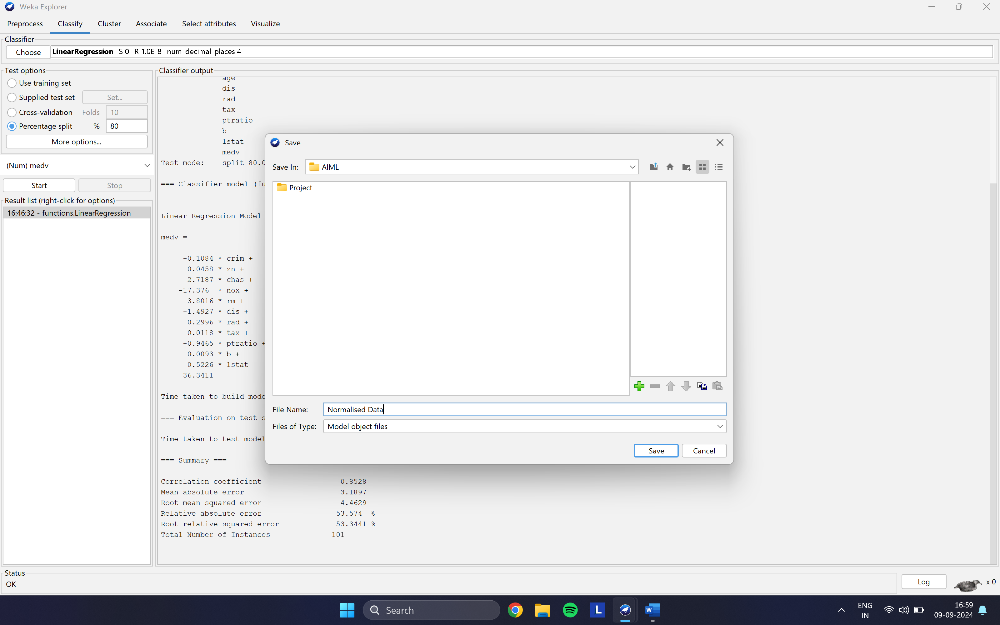 Weka Explorer
Preprocess Classify Cluster Associate Select attributes Visualize
Classifier
Choose LinearRegression -S 0 -R 1.0E-8 -num-decimal-places 4
Test options
Use training set
Supplied test set Set...
Cross-validation Folds 10
Percentage split % 80
More options...
(Num) medv
Start Stop
Result list (right-click for options)
16:46:32 - functions.LinearRegression
Classifier output
age
dis
rad
tax
ptratio
b
lstat
medv
Test mode: split 80.0
=== Classifier model (fu
Linear Regression Model
medv =
-0.1084 * crim +
0.0458 * zn +
2.7187 * chas +
-17.376 * nox +
3.8016 * rm +
-1.4927 * dis +
0.2996 * rad +
-0.0118 * tax +
-0.9465 * ptratio +
0.0093 * b +
-0.5226 * lstat +
36.3411
Time taken to build mode
=== Evaluation on test s
Time taken to test model
=== Summary ===
Correlation coefficient 0.8528
Mean absolute error 3.1897
Root mean squared error 4.4629
Relative absolute error 53.574 %
Root relative squared error 53.3441 %
Total Number of Instances 101
Save
Save In: AIML
Project
File Name: Normalised Data
Files of Type: Model object files
Save Cancel
Status
OK
Log x 0
Search
L
W
ENG
IN
16:59
09-09-2024